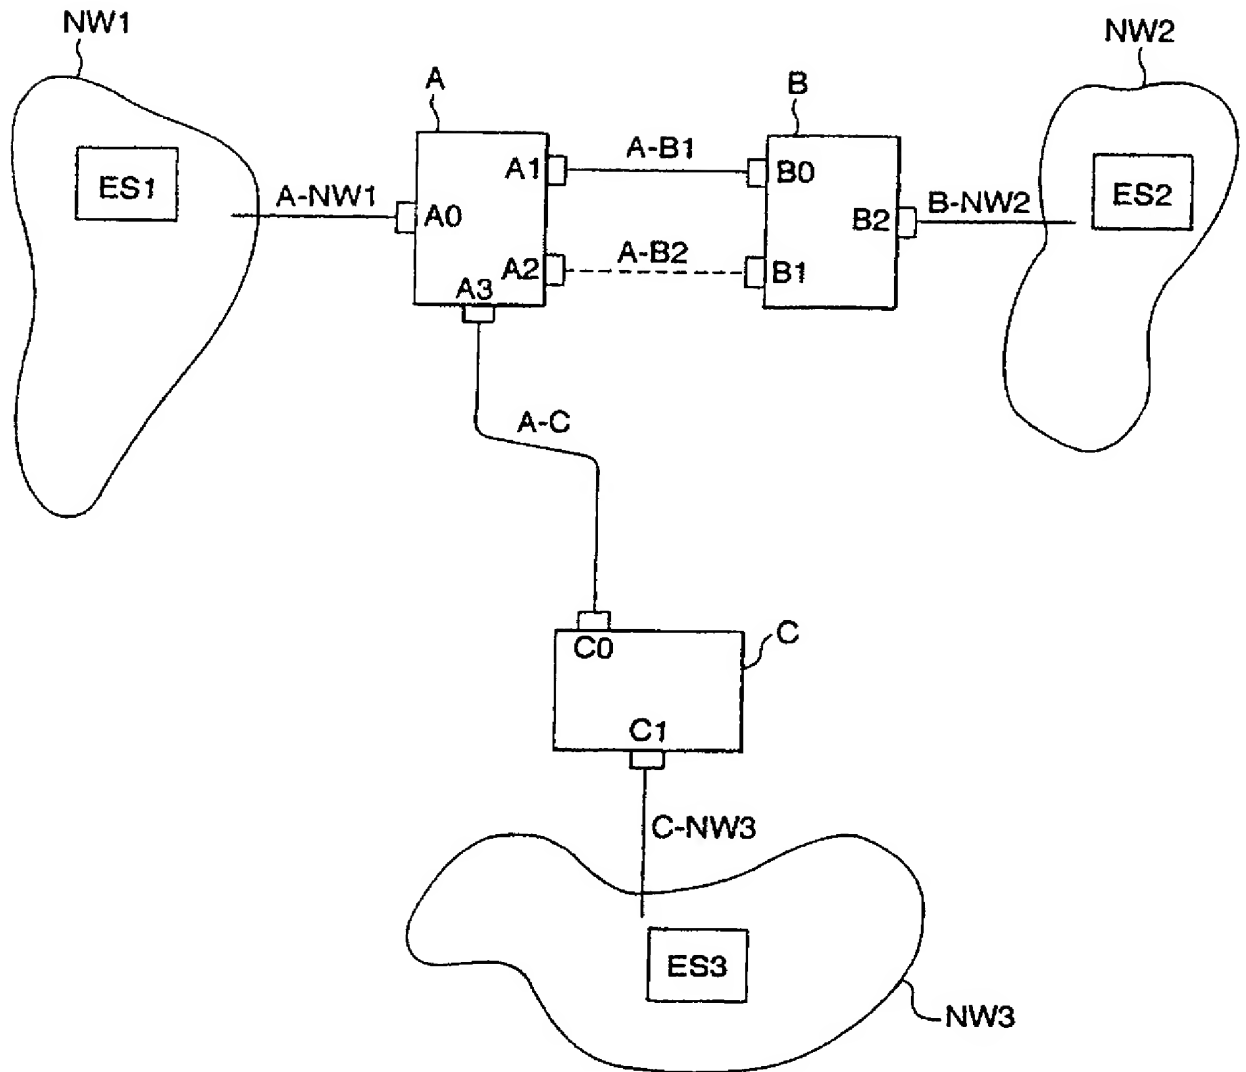 NW1
NW2
A
B
ES1
A-NW1
A0
A1
A-B1
B0
B2
B-NW2
ES2
A2
A-B2
B1
A3
A-C
C0
C
C1
C-NW3
ES3
NW3